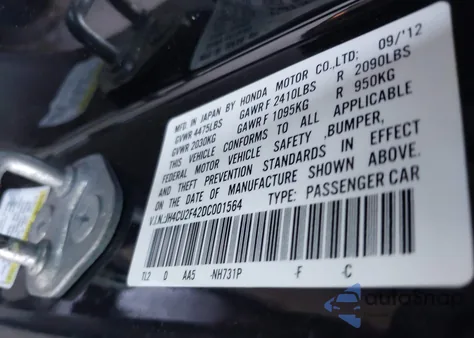 MFD. IN JAPAN BY HONDA MOTOR CO.,LTD. 09/'12
GVWR 4475LBS GAWR F 2410LBS R 2090LBS
GVWR 2030KG GAWR F 1095KG R 950KG
THIS VEHICLE CONFORMS TO ALL APPLICABLE
FEDERAL MOTOR VEHICLE SAFETY ,BUMPER,
THEFT PREVENTION STANDARDS IN EFFECT
ON THE DATE OF MANUFACTURE SHOWN ABOVE.
V.I.N:JH4CU2F42DC001564 TYPE: PASSENGER CAR
TL2 D AA5 -NH731P -F -C
autoSnap